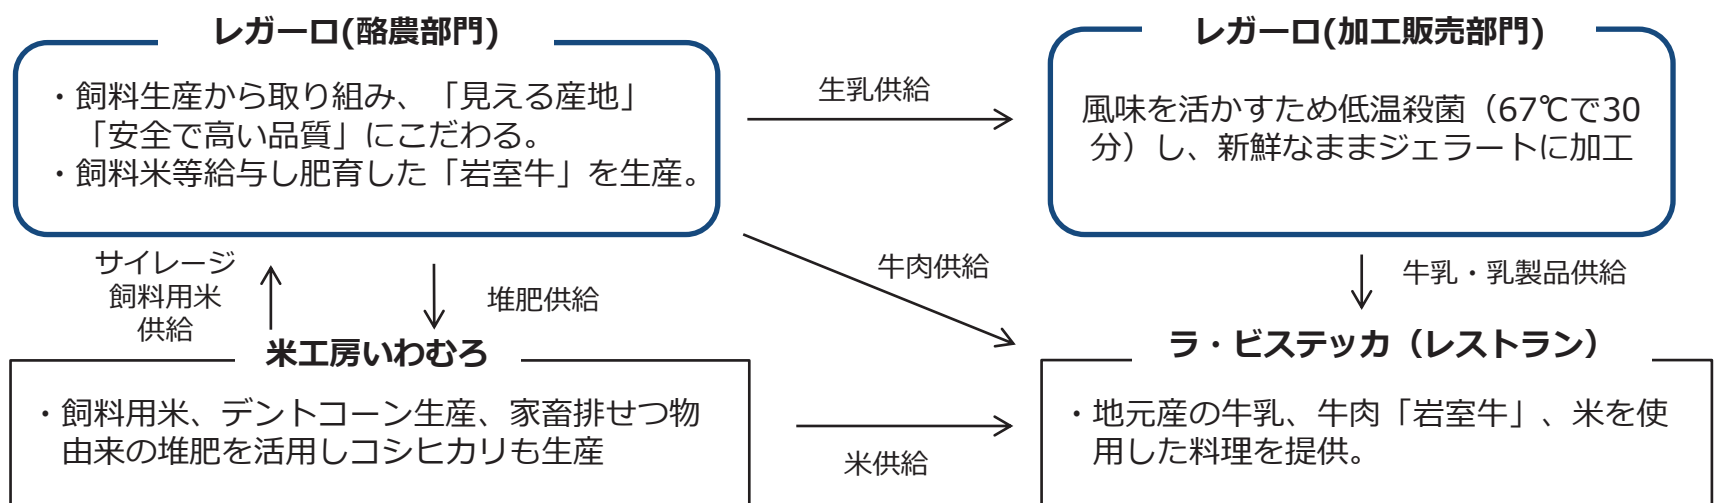 レガーロ(酪農部門)
・飼料生産から取り組み、「見える産地」
「安全で高い品質」にこだわる。
・飼料米等給与し肥育した「岩室牛」を生産。
生乳供給
レガーロ(加工販売部門)
風味を活かすため低温殺菌（67℃で30
分）し、新鮮なままジェラートに加工
サイレージ
飼料用米
供給
堆肥供給
牛肉供給
牛乳・乳製品供給
米工房いわむろ
・飼料用米、デントコーン生産、家畜排せつ物
由来の堆肥を活用しコシヒカリも生産
米供給
ラ・ビステッカ（レストラン）
・地元産の牛乳、牛肉「岩室牛」、米を使
用した料理を提供。